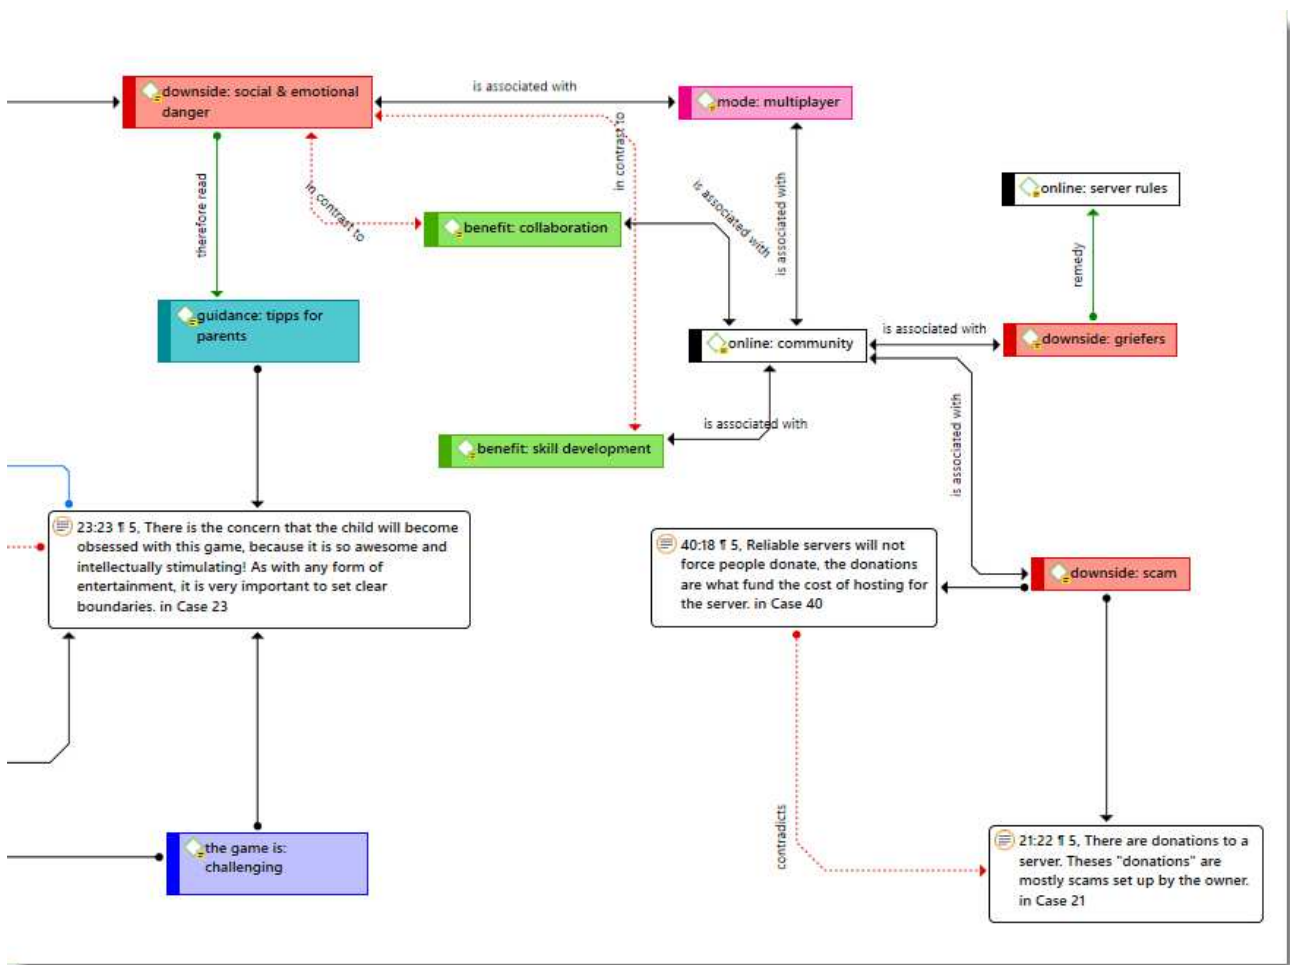 downside: social & emotional
danger
is associated with
mode: multiplayer
in contrast to
is associated with
is associated with
online: server rules
therefore read
in contrast to
benefit: collaboration
remedy
guidance: tipps for
parents
online: community
is associated with
downside: griefers
is associated with
benefit: skill development
is associated with
23:23 ¶ 5, There is the concern that the child will become
obsessed with this game, because it is so awesome and
intellectually stimulating! As with any form of
entertainment, it is very important to set clear
boundaries. in Case 23
40:18 ¶ 5, Reliable servers will not
force people donate, the donations
are what fund the cost of hosting for
the server. in Case 40
downside: scam
contradicts
the game is:
challenging
21:22 ¶ 5, There are donations to a
server. Theses "donations" are
mostly scams set up by the owner.
in Case 21